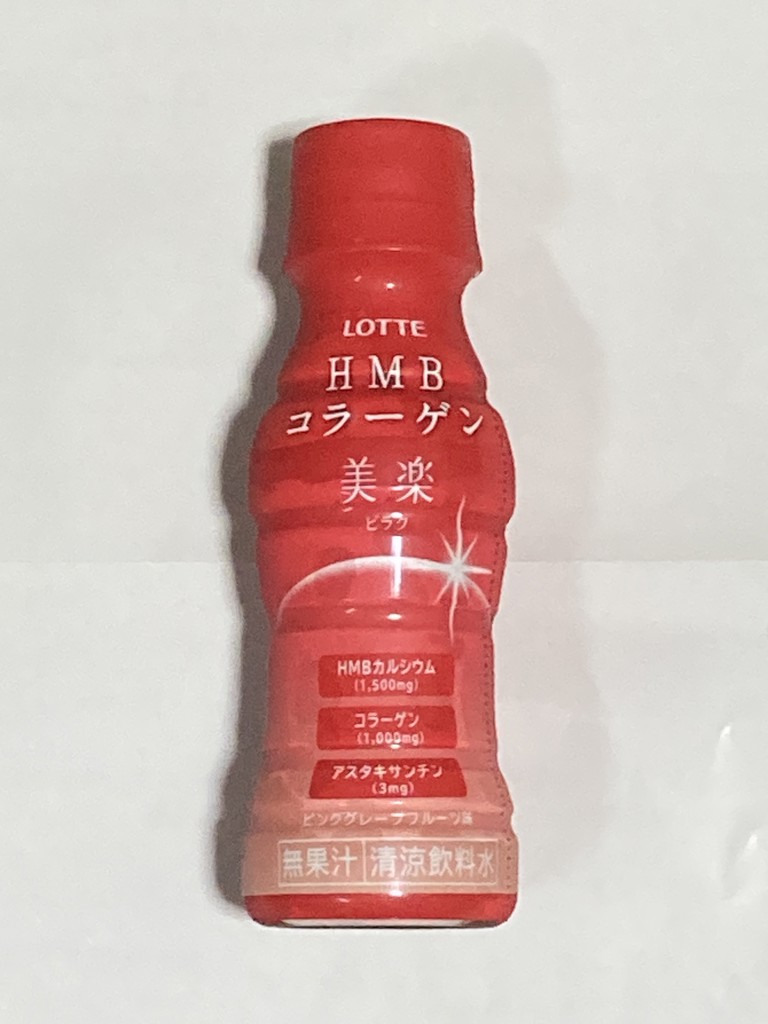 LOTTE
HMB
コラーゲン
美楽
ビラク
HMBカルシウム
(1,500mg)
コラーゲン
(1,000mg)
アスタキサンチン
(3mg)
ピンクグレープフルーツ味
無果汁 清涼飲料水